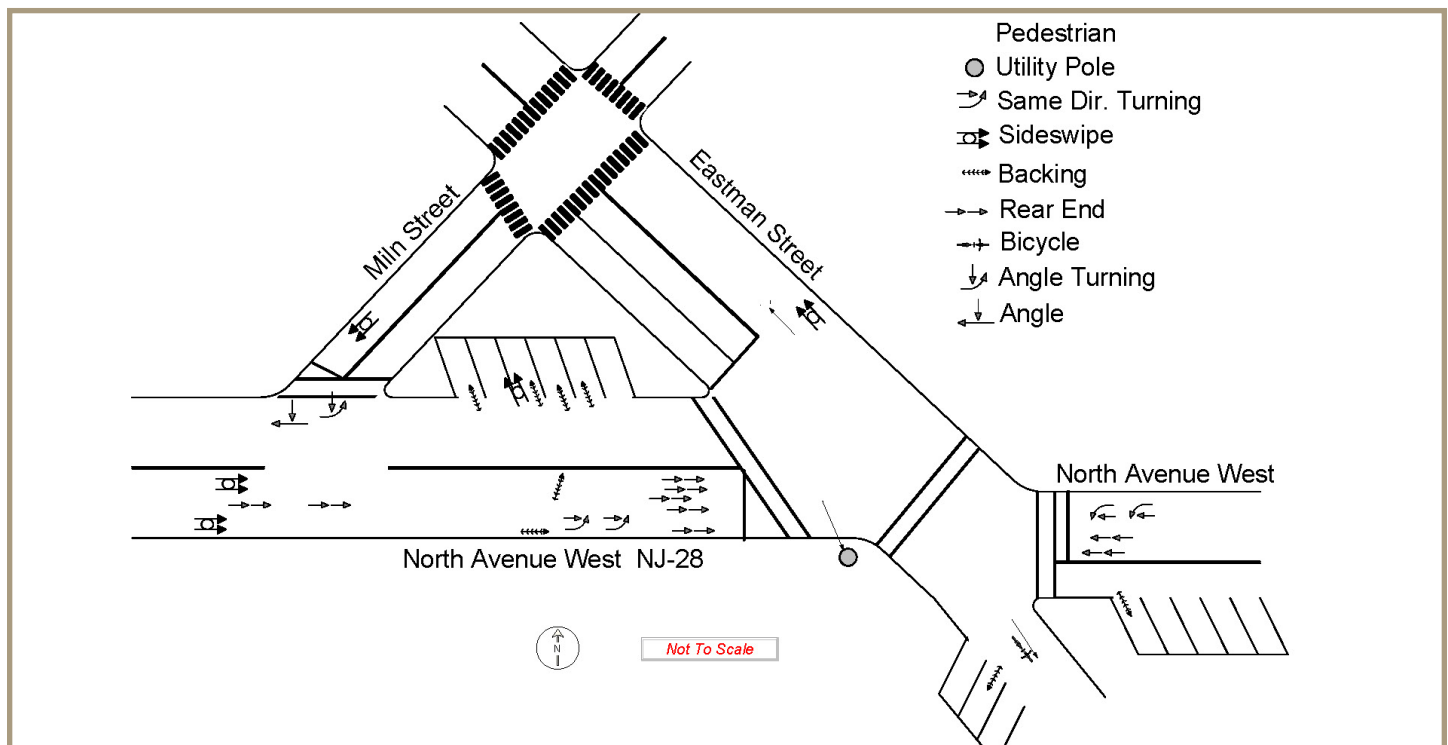 Pedestrian
Utility Pole
Same Dir. Turning
Sideswipe
Backing
Rear End
Bicycle
Angle Turning
Angle
Miln Street
Eastman Street
North Avenue West
North Avenue West NJ-28
N
Not To Scale